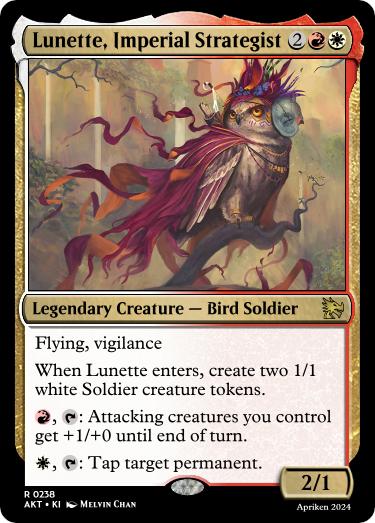 Lunette, Imperial Strategist 2
Legendary Creature — Bird Soldier
Flying, vigilance
When Lunette enters, create two 1/1
white Soldier creature tokens.
, : Attacking creatures you control
get +1/+0 until end of turn.
, : Tap target permanent.
2/1
R 0238
AKT • KI Melvin Chan
Apriken 2024